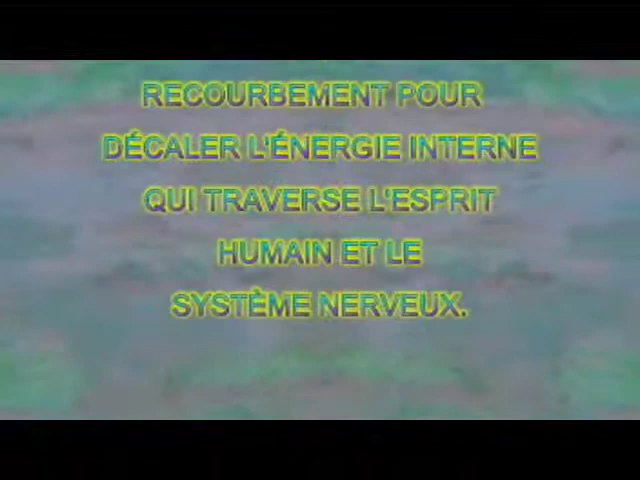 RECOURBEMENT POUR
DÉCALER L'ÉNERGIE INTERNE
QUI TRAVERSE L'ESPRIT
HUMAIN ET LE
SYSTÈME NERVEUX.